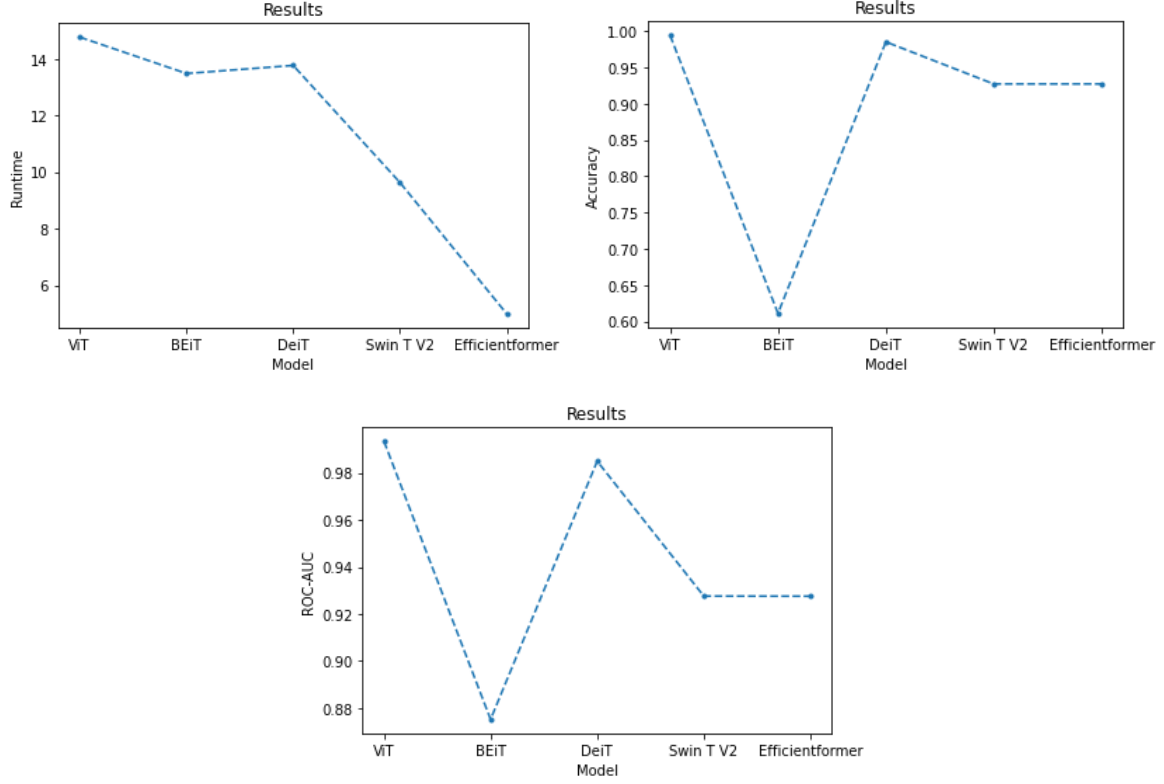 Results
14
12
10
8
6
Runtime
ViT BEiT DeiT Swin T V2 Efficientformer
Model
Results
1.00
0.95
0.90
0.85
0.80
0.75
0.70
0.65
0.60
Accuracy
ViT BEiT DeiT Swin T V2 Efficientformer
Model
Results
0.98
0.96
0.94
0.92
0.90
0.88
ROC-AUC
ViT BEiT DeiT Swin T V2 Efficientformer
Model